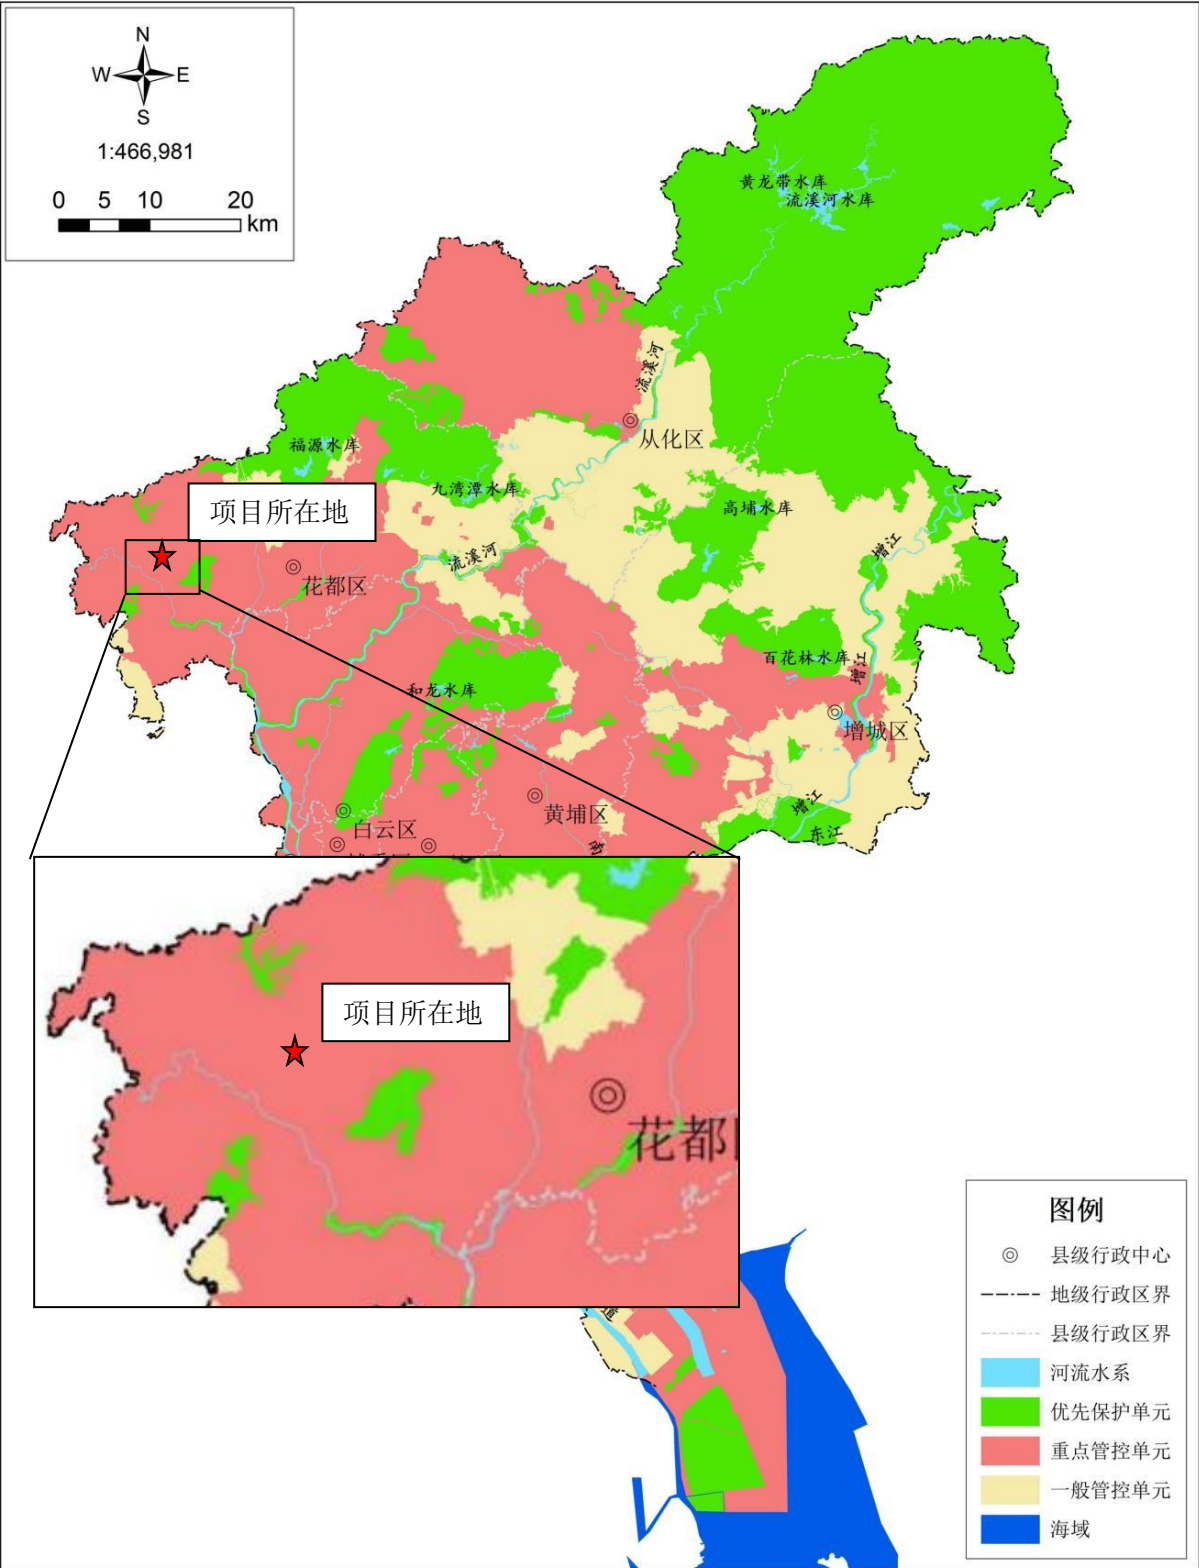 N
W E
S
1:466,981
0 5 10 20
km
黄龙带水库
流溪河水库
流溪河
从化区
福源水库
九湾潭水库
高埔水库
项目所在地
增江
流溪河
花都区
百花林水库
增江
和龙水库
增城区
增江
黄埔区
东江
白云区
南
项目所在地
花都
道
图例
县级行政中心
地级行政区界
县级行政区界
河流水系
优先保护单元
重点管控单元
一般管控单元
海域